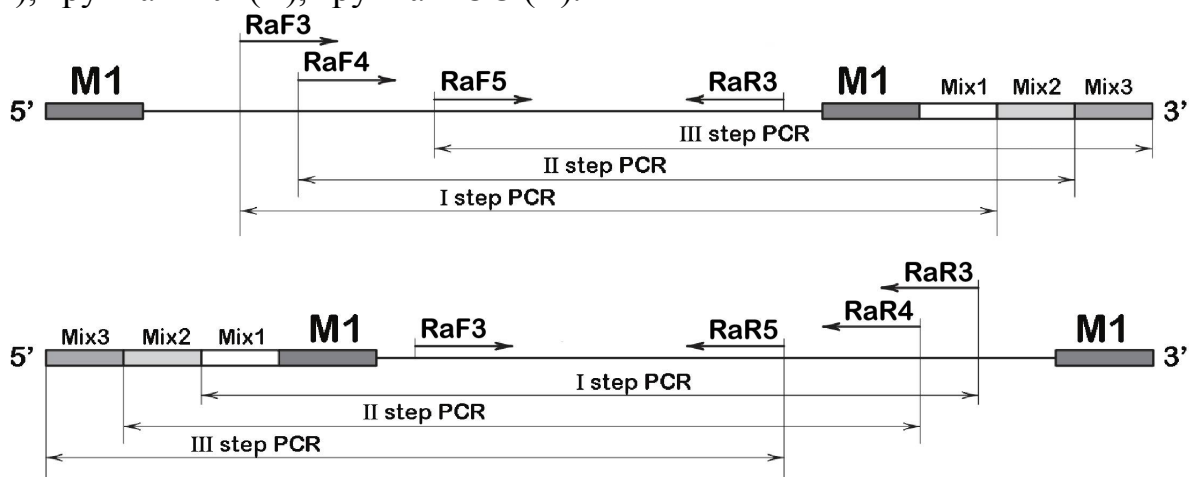 RaF3
M1 RaF4 RaF5 RaR3 M1 Mix1 Mix2 Mix3
5’ 3’
III step PCR
II step PCR
I step PCR
RaR3
Mix3 Mix2 Mix1 M1 RaF3 RaR5 RaR4 M1
5’ 3’
I step PCR
II step PCR
III step PCR